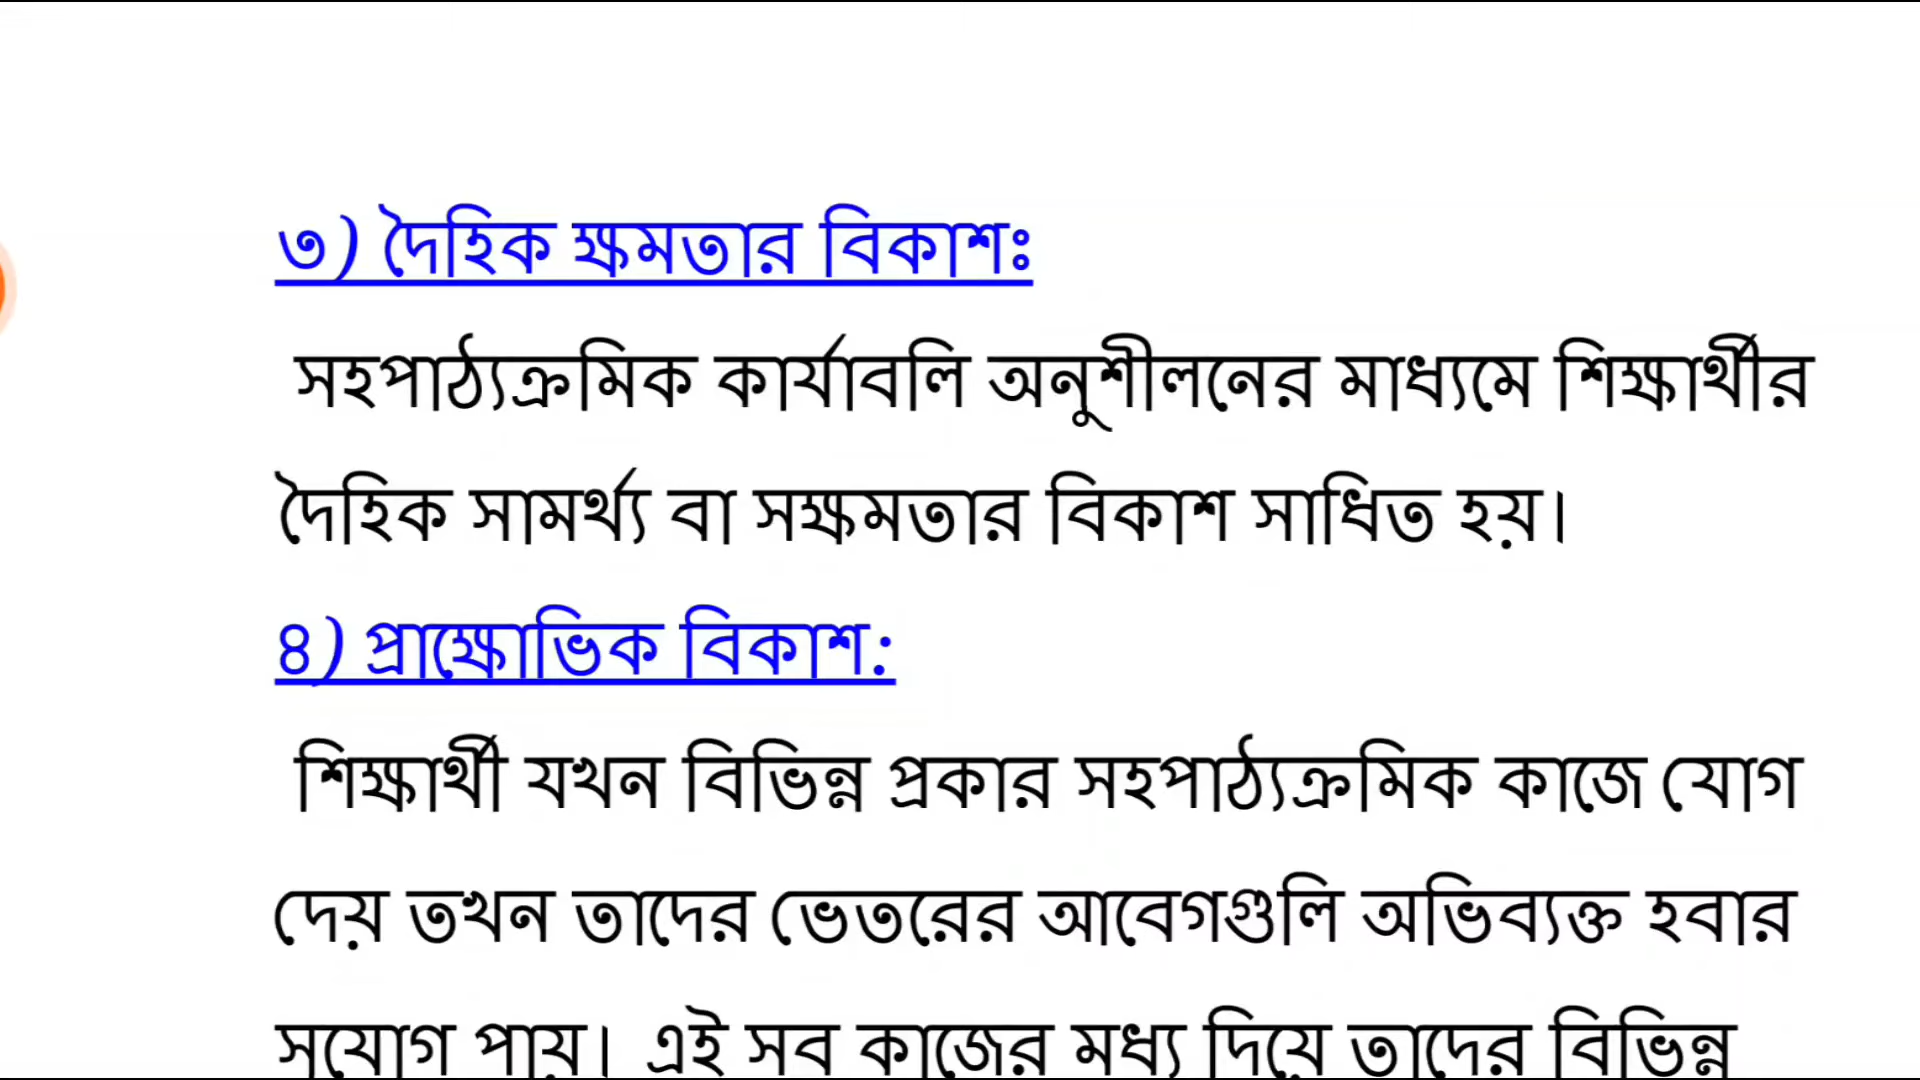 ৩) দৈহিক ক্ষমতার বিকাশঃ
সহপাঠ্যক্রমিক কার্যাবলি অনুশীলনের মাধ্যমে শিক্ষার্থীর
দৈহিক সামর্থ্য বা সক্ষমতার বিকাশ সাধিত হয়।
৪) প্রাক্ষোভিক বিকাশ:
শিক্ষার্থী যখন বিভিন্ন প্রকার সহপাঠ্যক্রমিক কাজে যোগ
দেয় তখন তাদের ভেতরের আবেগগুলি অভিব্যক্ত হবার
সুযোগ পায়। এই সব কাজের মধ্য দিয়ে তাদের বিভিন্ন